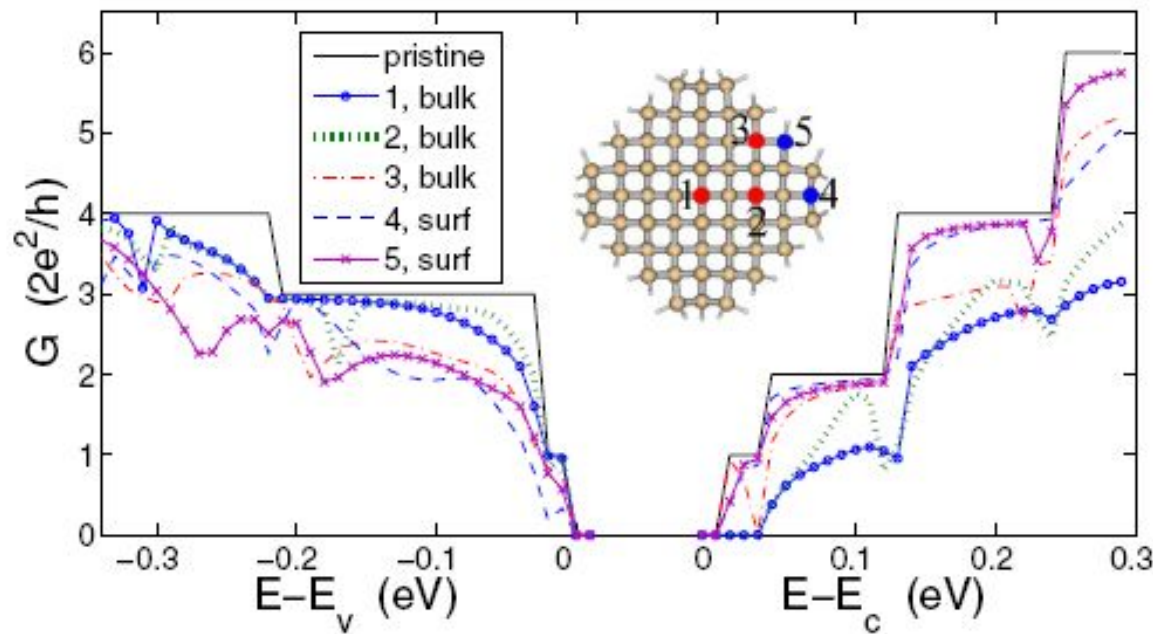 G (2e²/h)
6
5
4
3
2
1
0
pristine
1, bulk
2, bulk
3, bulk
4, surf
5, surf
3 5
1 2 4
−0.3 −0.2 −0.1 0 0 0.1 0.2 0.3
E−Eᵥ (eV) E−E_c (eV)